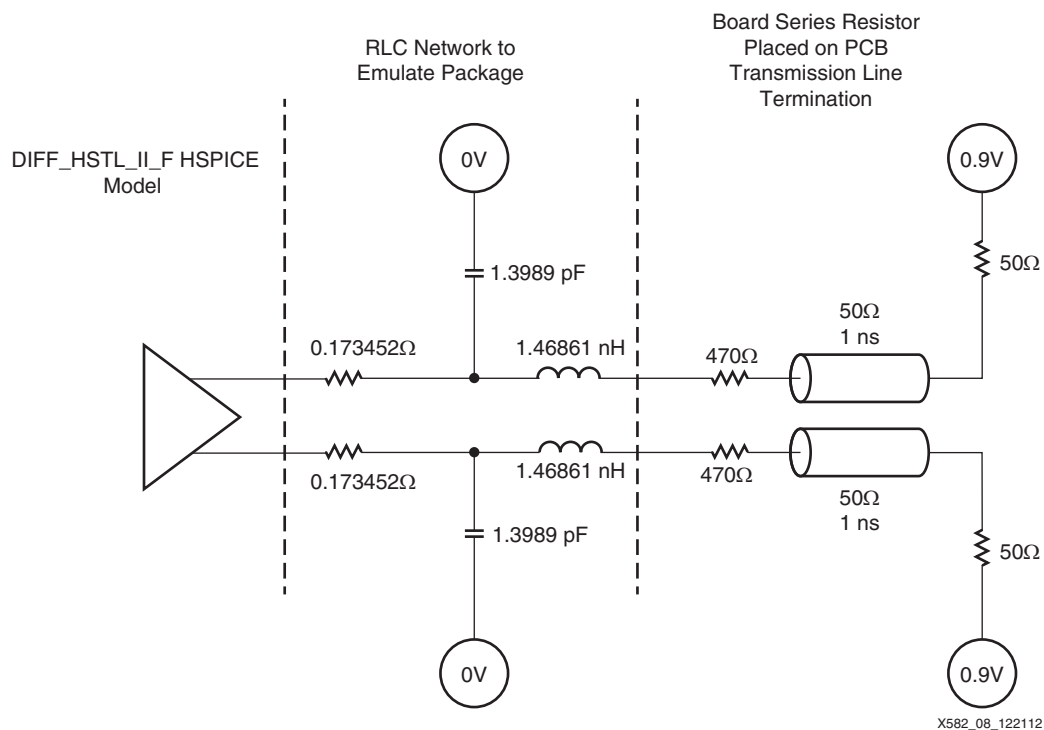 Board Series Resistor
Placed on PCB
Transmission Line
Termination
RLC Network to
Emulate Package
DIFF_HSTL_II_F HSPICE
Model
0V
0.9V
1.3989 pF
50Ω
50Ω
1 ns
0.173452Ω
1.46861 nH
470Ω
0.173452Ω
1.46861 nH
470Ω
50Ω
1 ns
1.3989 pF
50Ω
0V
0.9V
X582_08_122112